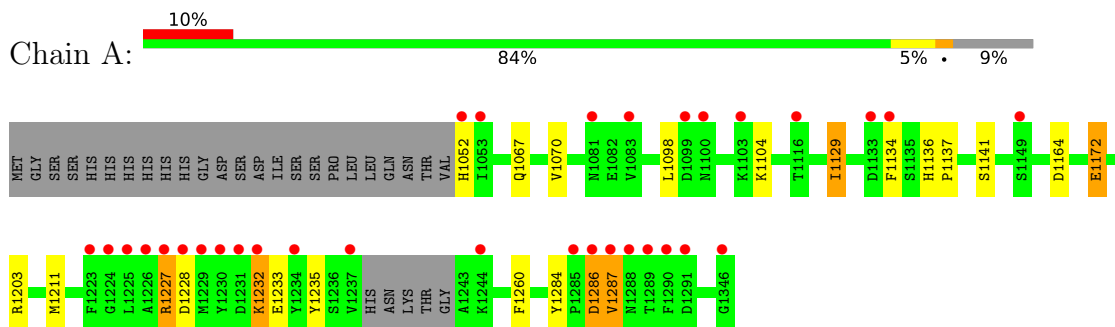 10%
Chain A:
84% 5% • 9%
MET GLY SER SER HIS HIS HIS HIS HIS HIS GLY ASP SER ASP ILE SER SER PRO LEU LEU GLN ASN THR VAL H1052 I1053 Q1067 V1070 N1081 E1082 V1083 L1098 D1099 N1100 K1103 K1104 T1116 I1129 D1133 F1134 S1135 H1136 P1137 S1141 S1149 D1164 E1172
R1203 M1211 F1223 G1224 L1225 A1226 R1227 D1228 M1229 Y1230 D1231 K1232 E1233 Y1234 Y1235 S1236 V1237 HIS ASN LYS THR GLY A1243 K1244 F1260 Y1284 P1285 D1286 V1287 N1288 T1289 F1290 D1291 G1346